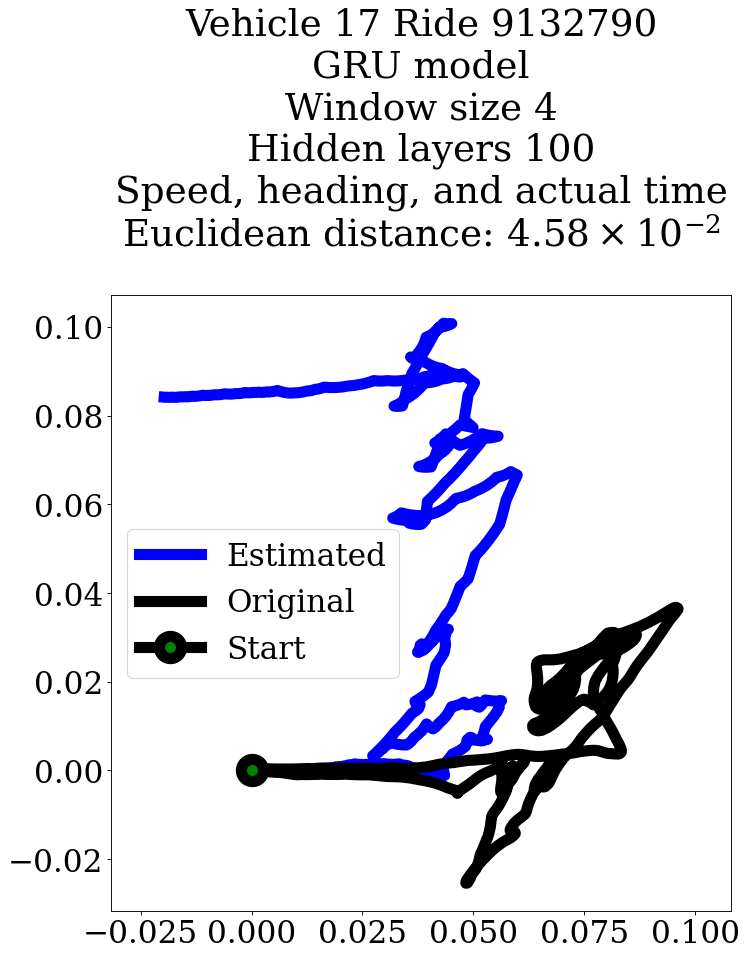 Vehicle 17 Ride 9132790
GRU model
Window size 4
Hidden layers 100
Speed, heading, and actual time
Euclidean distance: 4.58 × 10⁻²
0.10
0.08
0.06
0.04
0.02
0.00
−0.02
Estimated
Original
Start
−0.025 0.000 0.025 0.050 0.075 0.100